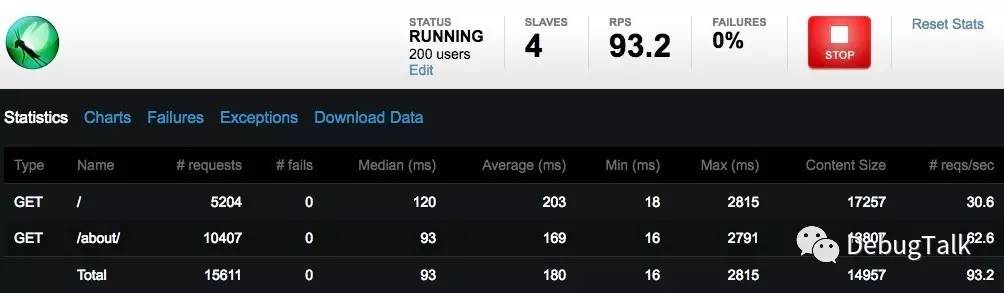 STATUS SLAVES RPS FAILURES Reset Stats
RUNNING 4 93.2 0% STOP
200 users
Edit
Statistics Charts Failures Exceptions Download Data
Type Name # requests # fails Median (ms) Average (ms) Min (ms) Max (ms) Content Size # reqs/sec
GET / 5204 0 120 203 18 2815 17257 30.6
GET /about/ 10407 0 93 169 16 2791 13807 62.6
DebugTalk
Total 15611 0 93 180 16 2815 14957 93.2